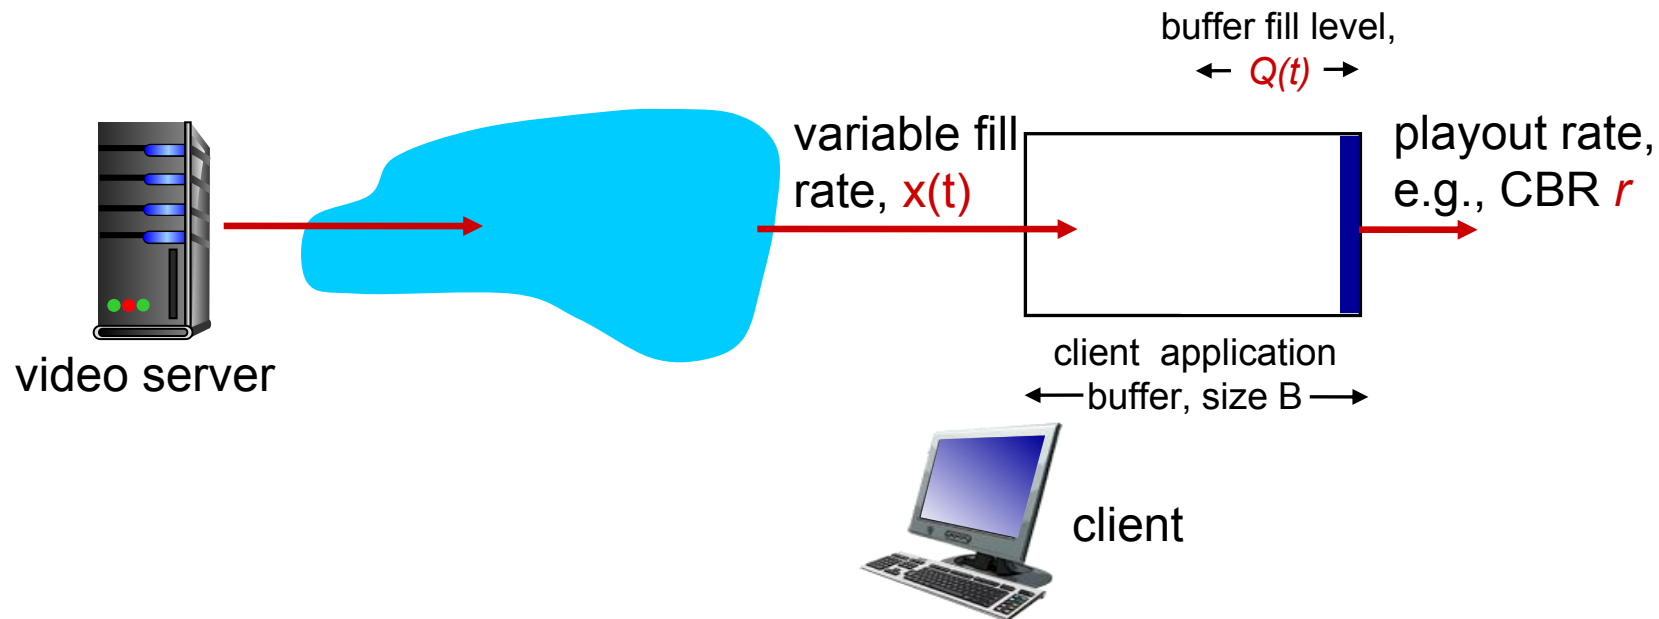 buffer fill level,
Q(t)
variable fill
rate, x(t)
playout rate,
e.g., CBR r
video server
client application
buffer, size B
client